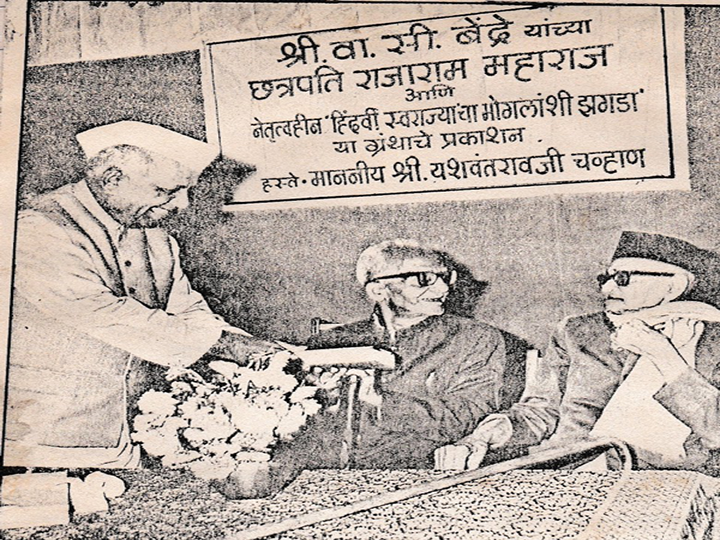 श्री. वा. सी. बेंद्रे यांच्या
छत्रपति राजाराम महाराज
आणि
नेतृत्वहीन 'हिंदवी स्वराज्याचा मोगलांशी झगडा'
या ग्रंथाचे प्रकाशन.
हस्ते. माननीय श्री. यशवंतरावजी चव्हाण